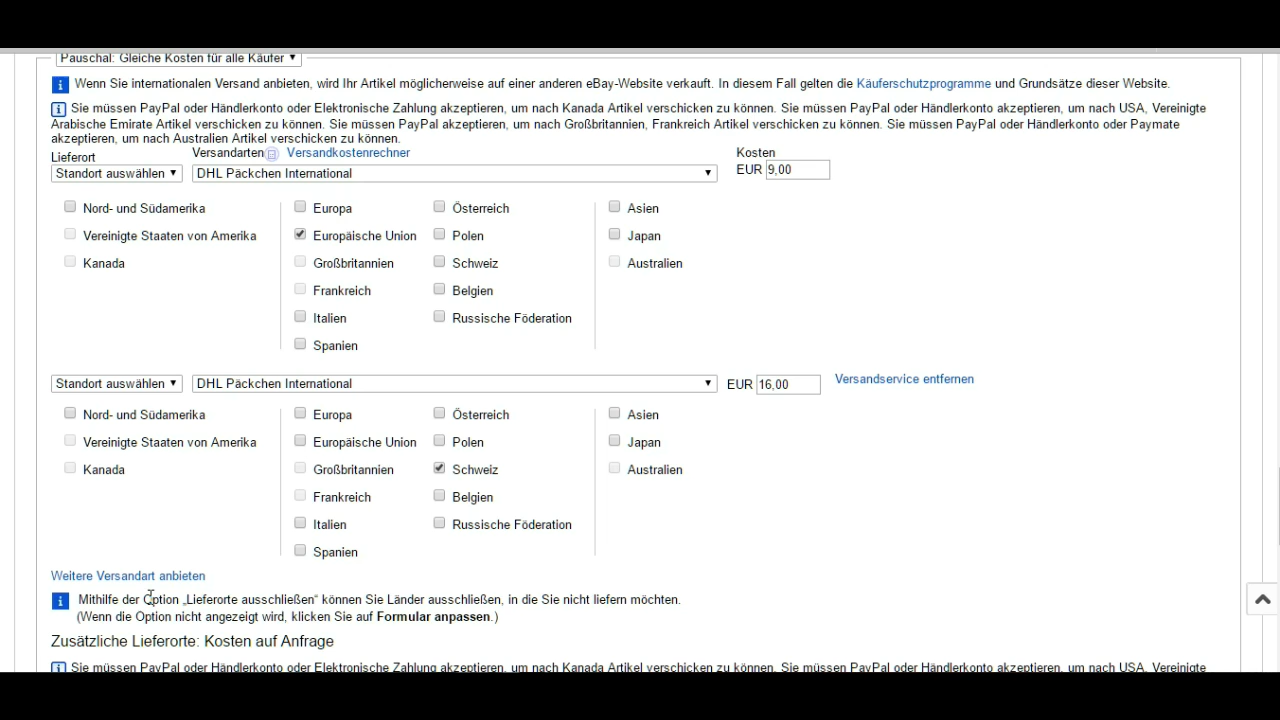 Pauschal: Gleiche Kosten für alle Käufer
Wenn Sie internationalen Versand anbieten, wird Ihr Artikel möglicherweise auf einer anderen eBay-Website verkauft. In diesem Fall gelten die Käuferschutzprogramme und Grundsätze dieser Website.
Sie müssen PayPal oder Händlerkonto oder Elektronische Zahlung akzeptieren, um nach Kanada Artikel verschicken zu können. Sie müssen PayPal oder Händlerkonto akzeptieren, um nach USA, Vereinigte
Arabische Emirate Artikel verschicken zu können. Sie müssen PayPal akzeptieren, um nach Großbritannien, Frankreich Artikel verschicken zu können. Sie müssen PayPal oder Händlerkonto oder Paymate
akzeptieren, um nach Australien Artikel verschicken zu können.
Lieferort Versandarten Versandkostenrechner Kosten
Standort auswählen DHL Päckchen International EUR 9,00
Nord- und Südamerika Europa Österreich Asien
Vereinigte Staaten von Amerika Europäische Union Polen Japan
Kanada Großbritannien Schweiz Australien
Frankreich Belgien
Italien Russische Föderation
Spanien
Standort auswählen DHL Päckchen International EUR 16,00 Versandservice entfernen
Nord- und Südamerika Europa Österreich Asien
Vereinigte Staaten von Amerika Europäische Union Polen Japan
Kanada Großbritannien Schweiz Australien
Frankreich Belgien
Italien Russische Föderation
Spanien
Weitere Versandart anbieten
Mithilfe der Option „Lieferorte ausschließen“ können Sie Länder ausschließen, in die Sie nicht liefern möchten.
(Wenn die Option nicht angezeigt wird, klicken Sie auf Formular anpassen.)
Zusätzliche Lieferorte: Kosten auf Anfrage
Sie müssen PayPal oder Händlerkonto oder Elektronische Zahlung akzeptieren, um nach Kanada Artikel verschicken zu können. Sie müssen PayPal oder Händlerkonto akzeptieren, um nach USA, Vereinigte